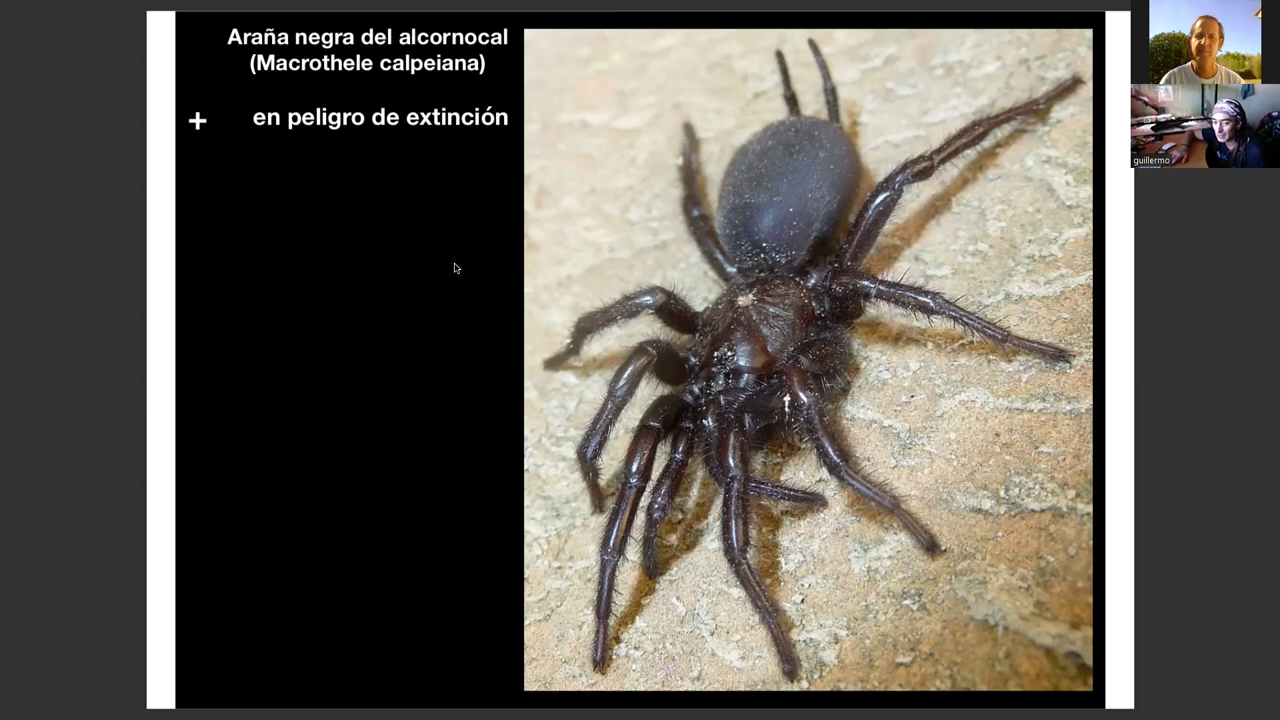 Araña negra del alcornocal
(Macrothele calpeiana)
+ en peligro de extinción
guillermo